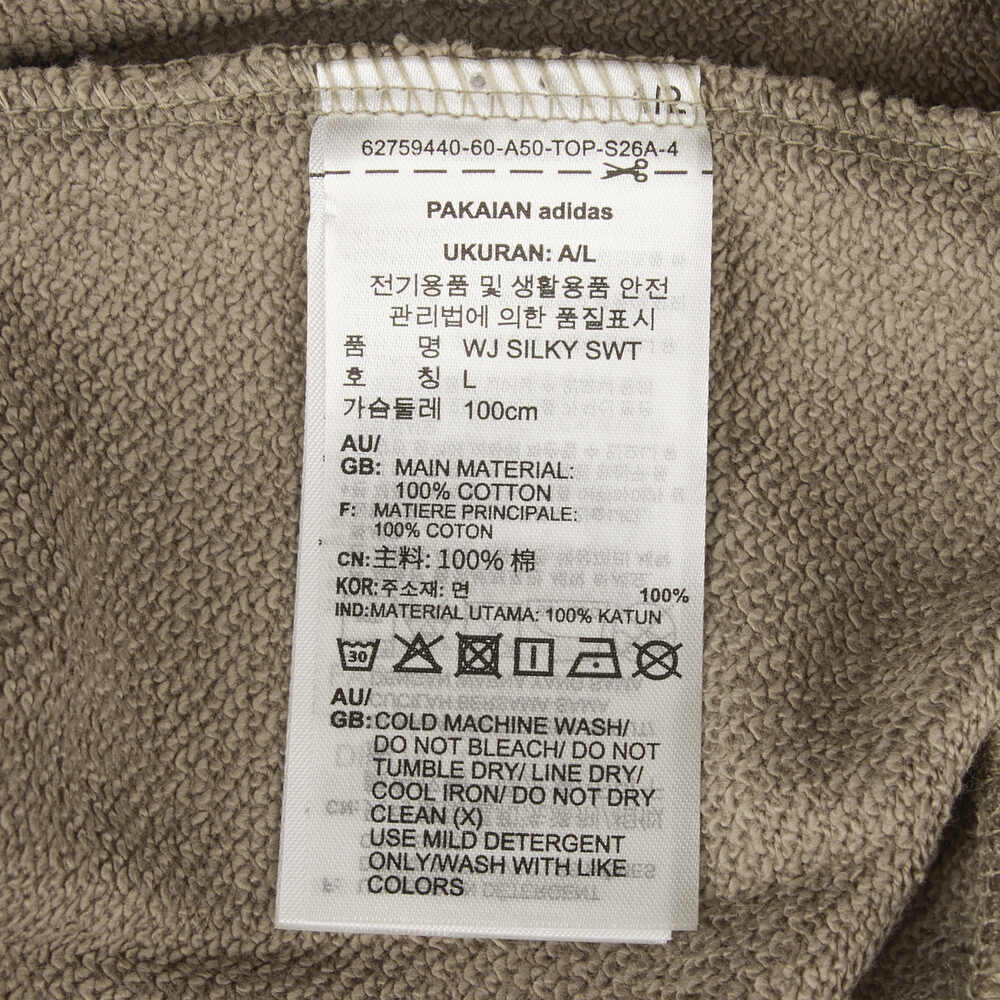 /2
62759440-60-A50-TOP-S26A-4
PAKAIAN adidas
UKURAN: A/L
전기용품 및 생활용품 안전
관리법에 의한 품질표시
품 명 WJ SILKY SWT
호 칭 L
가슴둘레 100cm
AU/
GB: MAIN MATERIAL:
100% COTTON
F: MATIERE PRINCIPALE:
100% COTON
CN:主料: 100% 棉
KOR:주소재: 면 100%
IND:MATERIAL UTAMA: 100% KATUN
30
AU/
GB:COLD MACHINE WASH/
DO NOT BLEACH/ DO NOT
TUMBLE DRY/ LINE DRY/
COOL IRON/ DO NOT DRY
CLEAN (X)
USE MILD DETERGENT
ONLY/WASH WITH LIKE
COLORS